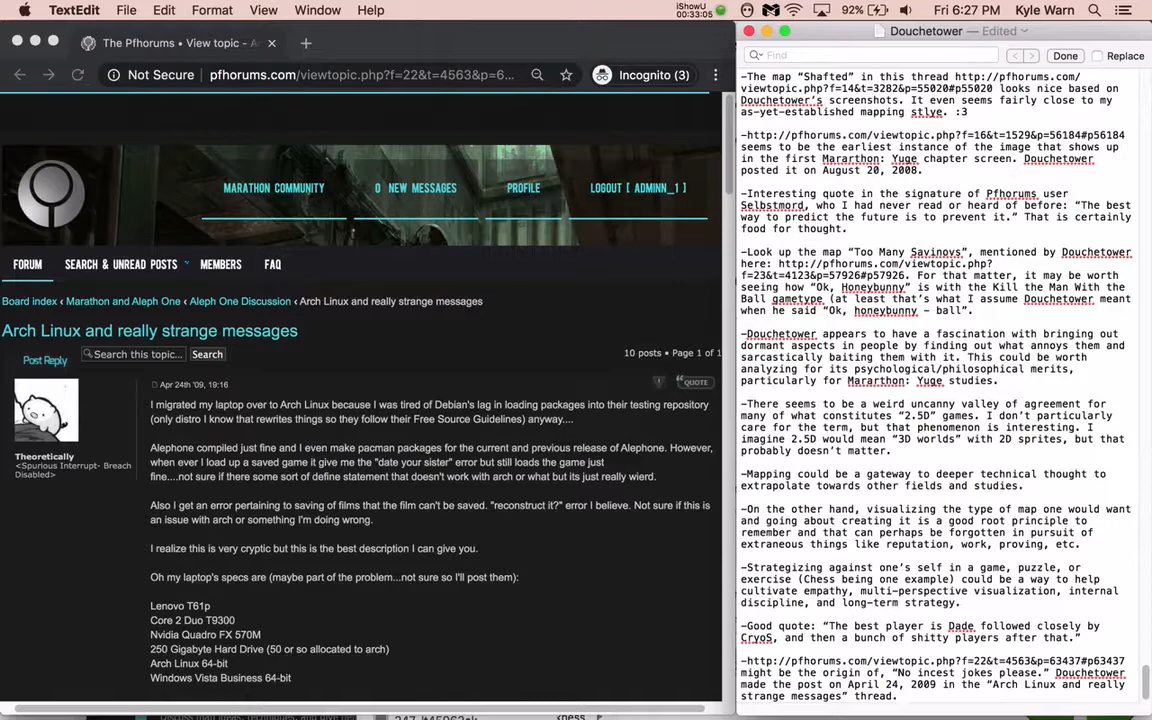 TextEdit File Edit Format View Window Help
iShowU
00:33:05
92%
Fri 6:27 PM Kyle Warn
The Pfhorums • View topic - A
Not Secure pfhorums.com/viewtopic.php?f=22&t=4563&p=6...
Incognito (3)
MARATHON COMMUNITY 0 NEW MESSAGES PROFILE LOGOUT [ ADMINN_1 ]
FORUM SEARCH & UNREAD POSTS MEMBERS FAQ
Board index ‹ Marathon and Aleph One ‹ Aleph One Discussion ‹ Arch Linux and really strange messages
Arch Linux and really strange messages
Post Reply Search this topic... Search
10 posts • Page 1 of 1
Apr 24th '09, 19:16
QUOTE
Theoretically
<Spurious Interrupt- Breach
Disabled>
I migrated my laptop over to Arch Linux because I was tired of Debian's lag in loading packages into their testing repository
(only distro I know that rewrites things so they follow their Free Source Guidelines) anyway....
Alephone compiled just fine and I even make pacman packages for the current and previous release of Alephone. However,
when ever I load up a saved game it give me the "date your sister" error but still loads the game just
fine....not sure if there some sort of define statement that doesn't work with arch or what but its just really wierd.
Also I get an error pertaining to saving of films that the film can't be saved. "reconstruct it?" error I believe. Not sure if this is
an issue with arch or something I'm doing wrong.
I realize this is very cryptic but this is the best description I can give you.
Oh my laptop's specs are (maybe part of the problem...not sure so I'll post them):
Lenovo T61p
Core 2 Duo T9300
Nvidia Quadro FX 570M
250 Gigabyte Hard Drive (50 or so allocated to arch)
Arch Linux 64-bit
Windows Vista Business 64-bit
Douchetower — Edited
Find Done Replace
-The map “Shafted” in this thread http://pfhorums.com/
viewtopic.php?f=14&t=3282&p=55020#p55020 looks nice based on
Douchetower’s screenshots. It even seems fairly close to my
as-yet-established mapping stlye. :3
-http://pfhorums.com/viewtopic.php?f=16&t=1529&p=56184#p56184
seems to be the earliest instance of the image that shows up
in the first Mararthon: Yuge chapter screen. Douchetower
posted it on August 20, 2008.
-Interesting quote in the signature of Pfhorums user
Selbstmord, who I had never read or heard of before: “The best
way to predict the future is to prevent it.” That is certainly
food for thought.
-Look up the map “Too Many Savinovs”, mentioned by Douchetower
here: http://pfhorums.com/viewtopic.php?
f=23&t=4123&p=57926#p57926. For that matter, it may be worth
seeing how “Ok, Honeybunny” is with the Kill the Man With the
Ball gametype (at least that’s what I assume Douchetower meant
when he said “Ok, honeybunny - ball”.
-Douchetower appears to have a fascination with bringing out
dormant aspects in people by finding out what annoys them and
sarcastically baiting them with it. This could be worth
analyzing for its psychological/philosophical merits,
particularly for Mararthon: Yuge studies.
-There seems to be a weird uncanny valley of agreement for
many of what constitutes “2.5D” games. I don’t particularly
care for the term, but that phenomenon is interesting. I
imagine 2.5D would mean “3D worlds” with 2D sprites, but that
probably doesn’t matter.
-Mapping could be a gateway to deeper technical thought to
extrapolate towards other fields and studies.
-On the other hand, visualizing the type of map one would want
and going about creating it is a good root principle to
remember and that can perhaps be forgotten in pursuit of
extraneous things like reputation, work, proving, etc.
-Strategizing against one’s self in a game, puzzle, or
exercise (Chess being one example) could be a way to help
cultivate empathy, multi-perspective visualization, internal
discipline, and long-term strategy.
-Good quote: “The best player is Dade followed closely by
CryoS, and then a bunch of shitty players after that.”
-http://pfhorums.com/viewtopic.php?f=22&t=4563&p=63437#p63437
might be the origin of, “No incest jokes please.” Douchetower
made the post on April 24, 2009 in the “Arch Linux and really
strange messages” thread.